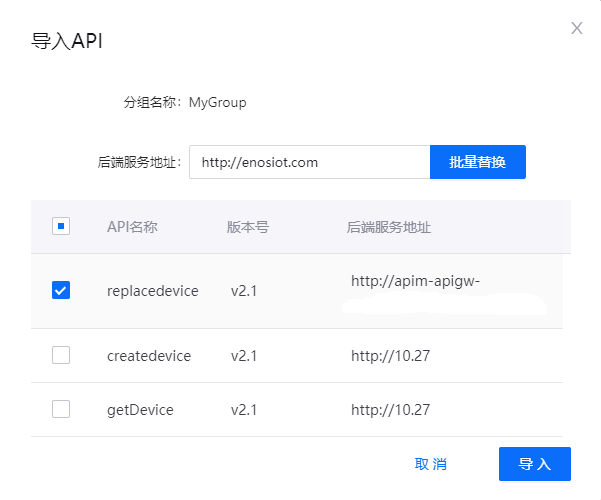 导入API
X
分组名称: MyGroup
后端服务地址: http://enosiot.com 批量替换
API名称 版本号 后端服务地址
replacedevice v2.1 http://apim-apigw-
createdevice v2.1 http://10.27
getDevice v2.1 http://10.27
取消 导入